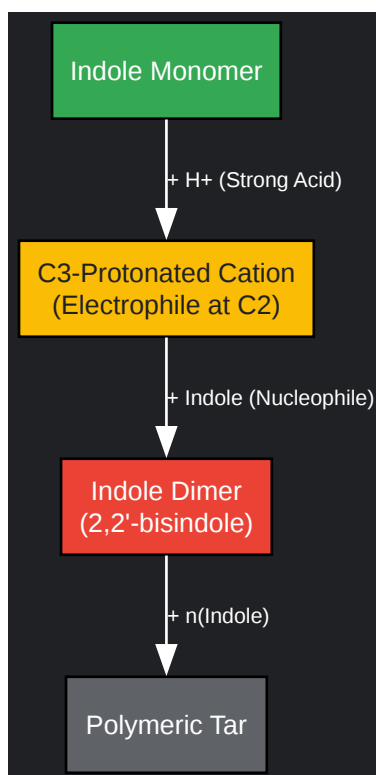 Indole Monomer
+ H+ (Strong Acid)
C3-Protonated Cation
(Electrophile at C2)
+ Indole (Nucleophile)
Indole Dimer
(2,2'-bisindole)
+ n(Indole)
Polymeric Tar